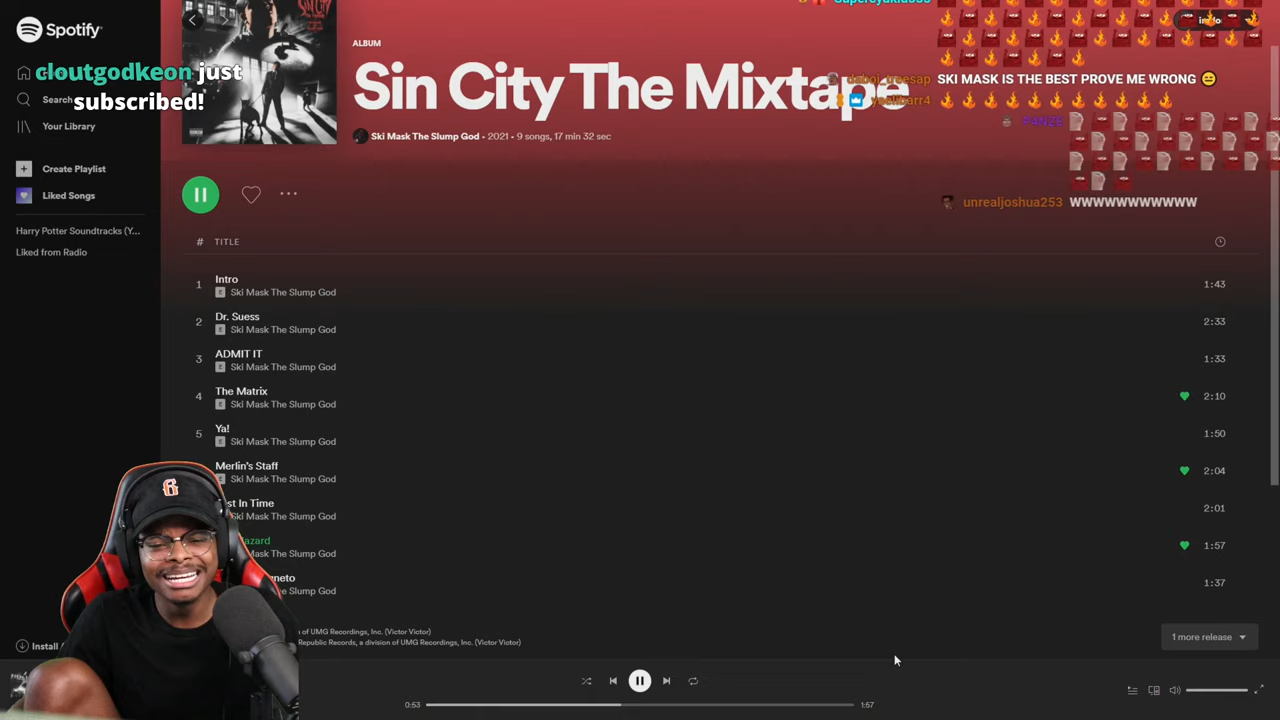 Spotify
cloutgodkeon just
subscribed!
Search
Your Library
Create Playlist
Liked Songs
Harry Potter Soundtracks (Y...
Liked from Radio
SIN CITY
ALBUM
Sin City The Mixtape
Ski Mask The Slump God • 2021 • 9 songs, 17 min 32 sec
SKI MASK IS THE BEST PROVE ME WRONG
unrealjoshua253 WWWWWWWWWWW
# TITLE
1 Intro 1:43
E Ski Mask The Slump God
2 Dr. Suess 2:33
E Ski Mask The Slump God
3 ADMIT IT 1:33
E Ski Mask The Slump God
4 The Matrix 2:10
E Ski Mask The Slump God
5 Ya! 1:50
E Ski Mask The Slump God
Merlin's Staff 2:04
E Ski Mask The Slump God
st In Time 2:01
Ski Mask The Slump God
azard 1:57
Ski Mask The Slump God
gneto 1:37
The Slump God
n of UMG Recordings, Inc. (Victor Victor)
Republic Records, a division of UMG Recordings, Inc. (Victor Victor)
1 more release
Install
0:53 1:57